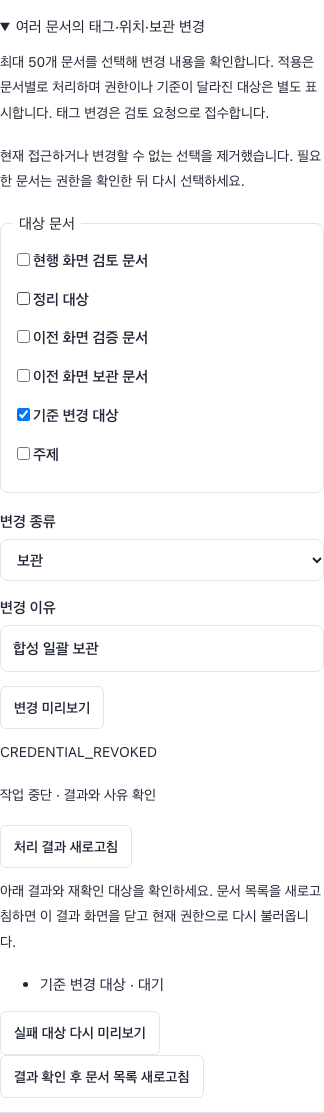 ▼ 여러 문서의 태그·위치·보관 변경
최대 50개 문서를 선택해 변경 내용을 확인합니다. 적용은
문서별로 처리하며 권한이나 기준이 달라진 대상은 별도 표
시합니다. 태그 변경은 검토 요청으로 접수합니다.
현재 접근하거나 변경할 수 없는 선택을 제거했습니다. 필요
한 문서는 권한을 확인한 뒤 다시 선택하세요.
대상 문서
현행 화면 검토 문서
정리 대상
이전 화면 검증 문서
이전 화면 보관 문서
기준 변경 대상
주제
변경 종류
보관
변경 이유
합성 일괄 보관
변경 미리보기
CREDENTIAL_REVOKED
작업 중단 · 결과와 사유 확인
처리 결과 새로고침
아래 결과와 재확인 대상을 확인하세요. 문서 목록을 새로고
침하면 이 결과 화면을 닫고 현재 권한으로 다시 불러옵니
다.
• 기준 변경 대상 · 대기
실패 대상 다시 미리보기
결과 확인 후 문서 목록 새로고침